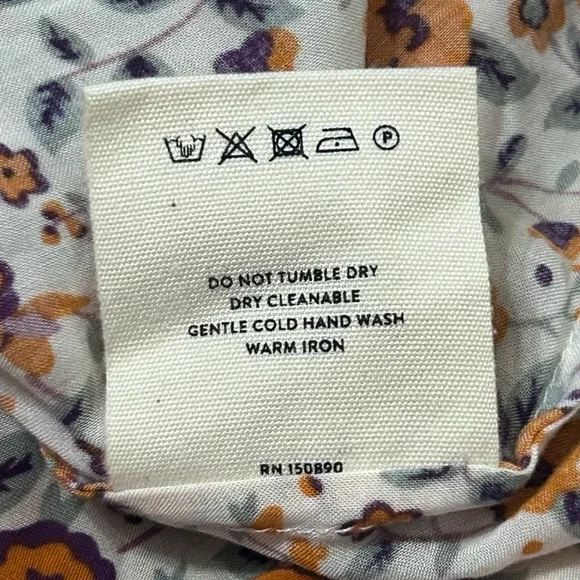 P
DO NOT TUMBLE DRY
DRY CLEANABLE
GENTLE COLD HAND WASH
WARM IRON
RN 150890